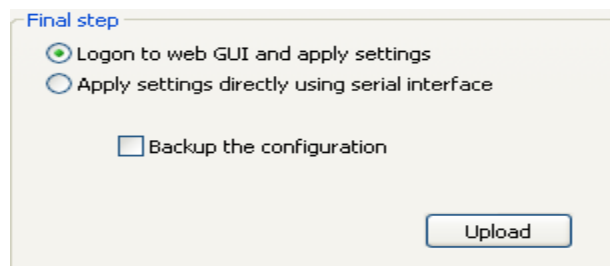 Final step
Logon to web GUI and apply settings
Apply settings directly using serial interface
Backup the configuration
Upload